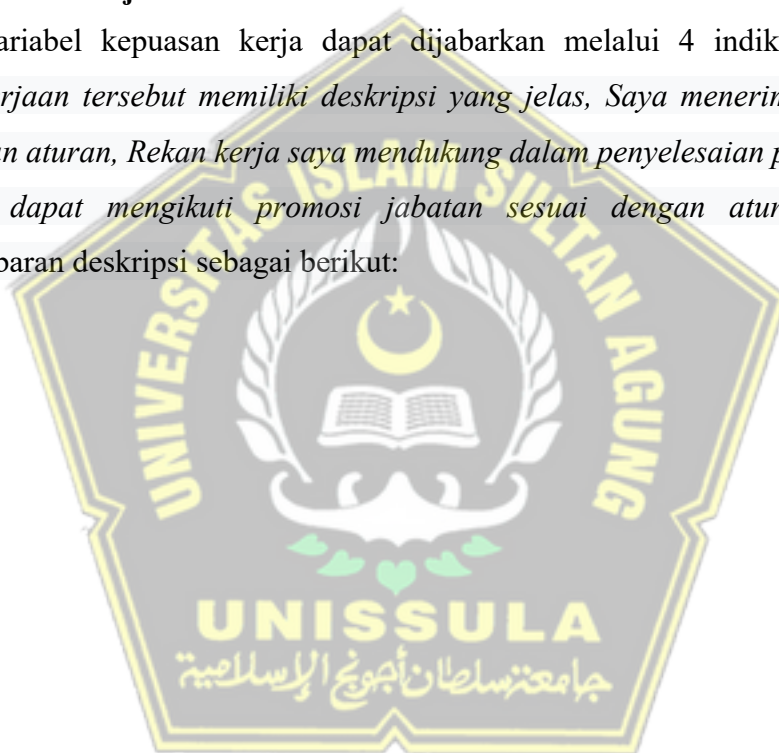 ariabel kepuasan kerja dapat dijabarkan melalui 4 indik
rjaan tersebut memiliki deskripsi yang jelas, Saya menerin
n aturan, Rekan kerja saya mendukung dalam penyelesaian p
dapat mengikuti promosi jabatan sesuai dengan atur
baran deskripsi sebagai berikut:
UNIVERSITAS ISLAM SULTAN AGUNG
UNISSULA
جامعة سلطان أجونج الإسلامية